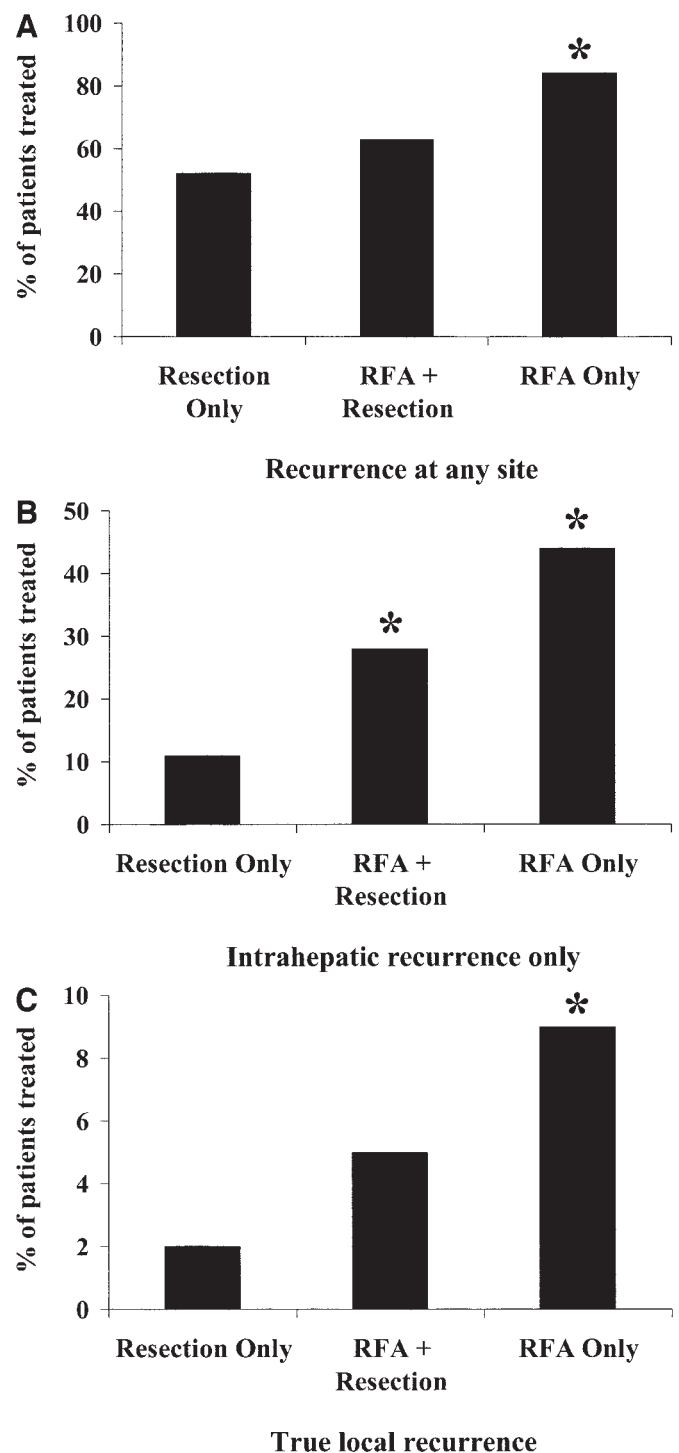 A
% of patients treated
100
80
60
40
20
0
*
Resection
Only
RFA +
Resection
RFA Only
Recurrence at any site
B
% of patients treated
50
40
30
20
10
0
*
*
Resection Only
RFA +
Resection
RFA Only
Intrahepatic recurrence only
C
% of patients treated
10
8
6
4
2
0
*
Resection Only
RFA +
Resection
RFA Only
True local recurrence